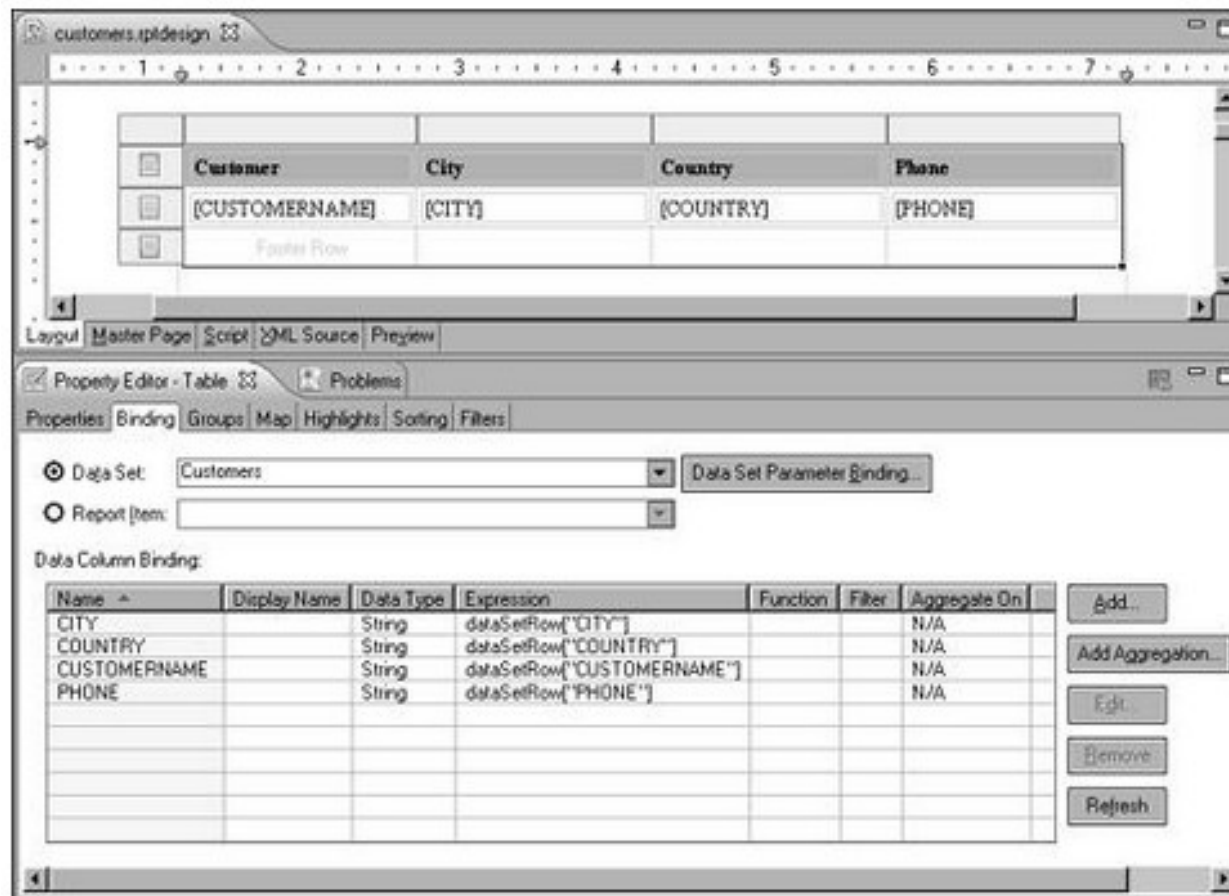 customers.rptdesign
1 2 3 4 5 6 7
Customer City Country Phone
[CUSTOMERNAME] [CITY] [COUNTRY] [PHONE]
Footer Row
Layout Master Page Script XML Source Preview
Property Editor - Table Problems
Properties Binding Groups Map Highlights Sorting Filters
Data Set: Customers Data Set Parameter Binding...
Report Item:
Data Column Binding:
Name Display Name Data Type Expression Function Filter Aggregate On
CITY String dataSetRow["CITY"] N/A
COUNTRY String dataSetRow["COUNTRY"] N/A
CUSTOMERNAME String dataSetRow["CUSTOMERNAME"] N/A
PHONE String dataSetRow["PHONE"] N/A
Add...
Add Aggregation...
Edit...
Remove
Refresh